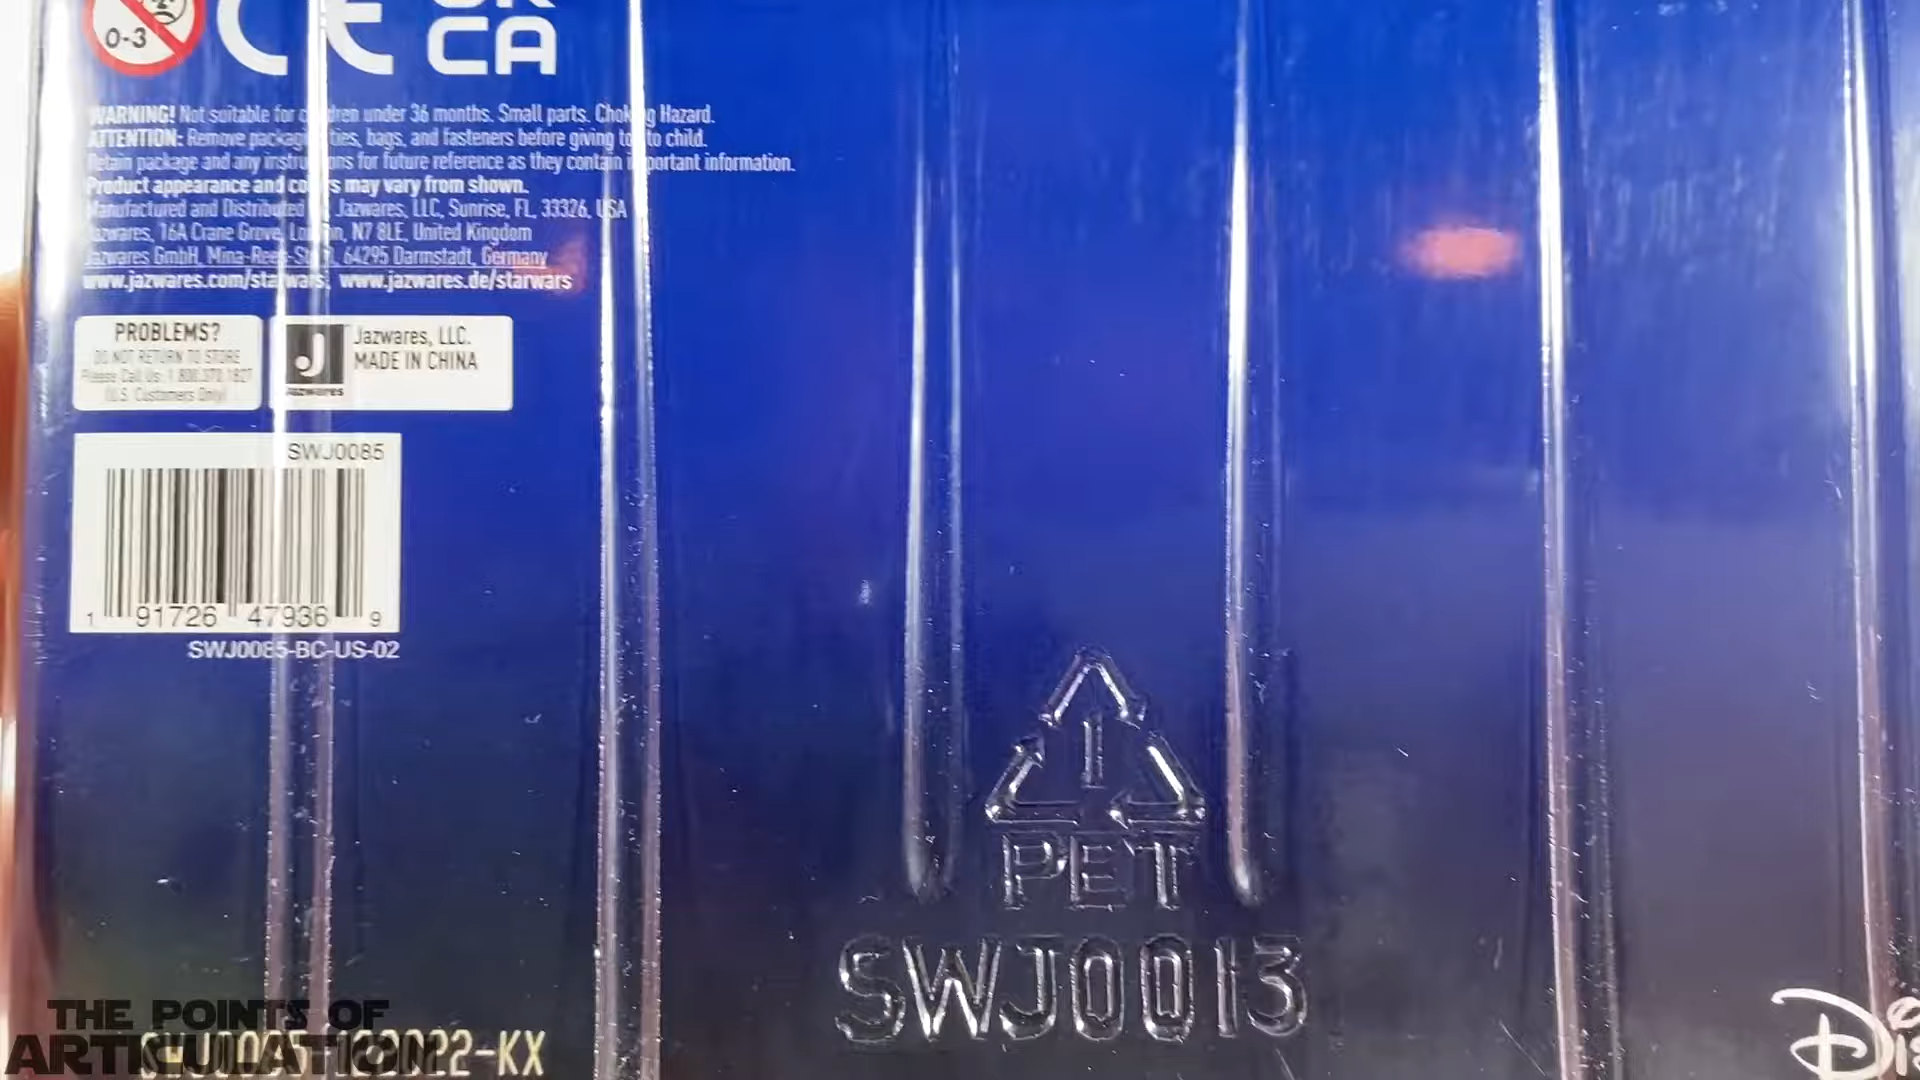 0-3
CE
UK
CA
WARNING! Not suitable for children under 36 months. Small parts. Choking Hazard.
ATTENTION: Remove packaging ties, bags, and fasteners before giving toy to child.
Retain package and any instructions for future reference as they contain important information.
Product appearance and colors may vary from shown.
Manufactured and Distributed by Jazwares, LLC, Sunrise, FL, 33326, USA
Jazwares, 16A Crane Grove, London, N7 8LE, United Kingdom
Jazwares GmbH, Mina-Rees-Str. 64295 Darmstadt, Germany
www.jazwares.com/starwars, www.jazwares.de/starwars
PROBLEMS?
DO NOT RETURN TO STORE
Please Call Us: 1.800.370.1927
(U.S. Customers Only)
J
Jazwares
Jazwares, LLC.
MADE IN CHINA
SWJ0085
1 91726 47936 9
SWJ0085-BC-US-02
1
PET
SWJ0013
THE POINTS OF
ARTICULATION
22-KX